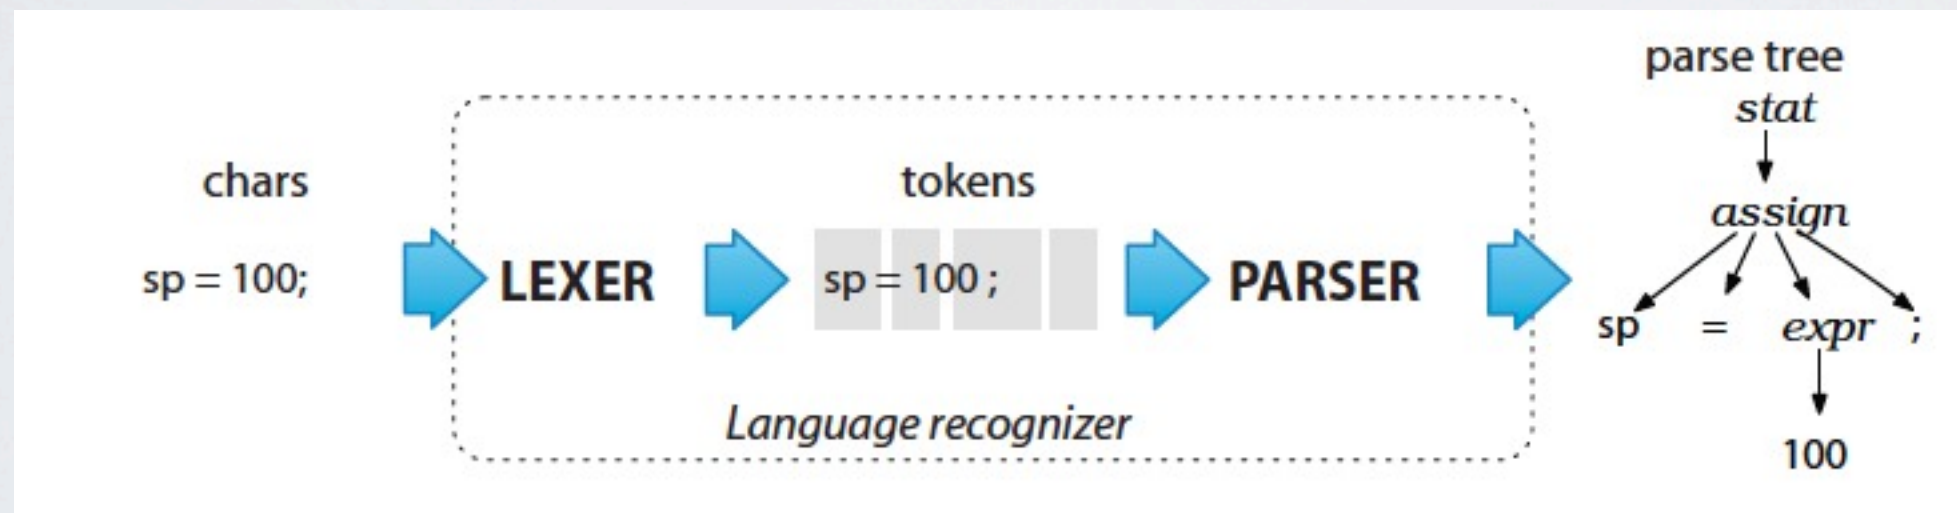 chars
sp = 100;
LEXER
tokens
sp = 100 ;
PARSER
Language recognizer
parse tree
stat
assign
sp = expr ;
100